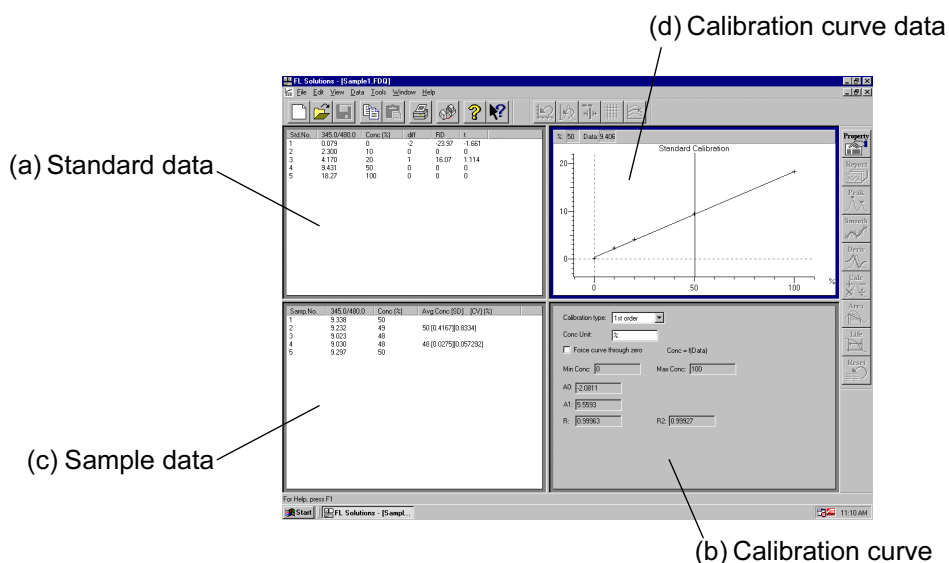 (d) Calibration curve data
FL Solutions - [Sample1.FDQ]
File Edit View Data Tools Window Help
(a) Standard data
Std.No. 345.0/480.0 Conc (%) diff RD t
1 0.079 0 -2 -23.97 -1.661
2 2.300 10 0 0 0
3 4.170 20 1 16.07 1.114
4 9.431 50 0 0 0
5 18.27 100 0 0 0
%: 50 Data 9.406
Standard Calibration
20
10
0
0 50 100 %
Property
Report
Peak
Smooth
Deriv
Calc
Area
Life
Reset
(c) Sample data
Samp.No. 345.0/480.0 Conc (%) Avg Conc [SD] [CV] (%)
1 9.338 50
2 9.232 49 50 [0.4167][0.8334]
3 9.023 48
4 9.030 48 48 [0.0275][0.057292]
5 9.297 50
Calibration type: 1st order
Conc Unit: %
Force curve through zero Conc = f(Data)
Min Conc: 0 Max Conc: 100
A0: -2.0811
A1: 5.5593
R: 0.99963 R2: 0.99927
For Help, press F1
Start FL Solutions - [Sampl... 11:10 AM
(b) Calibration curve